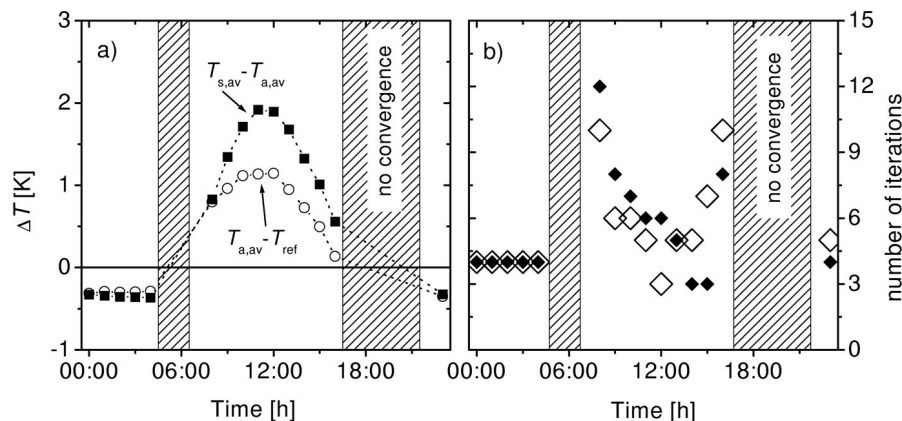 a)
T_s,av-T_a,av
T_a,av-T_ref
no convergence
ΔT [K]
3
2
1
0
-1
00:00 06:00 12:00 18:00
Time [h]
b)
no convergence
15
12
9
6
3
0
number of iterations
00:00 06:00 12:00 18:00
Time [h]